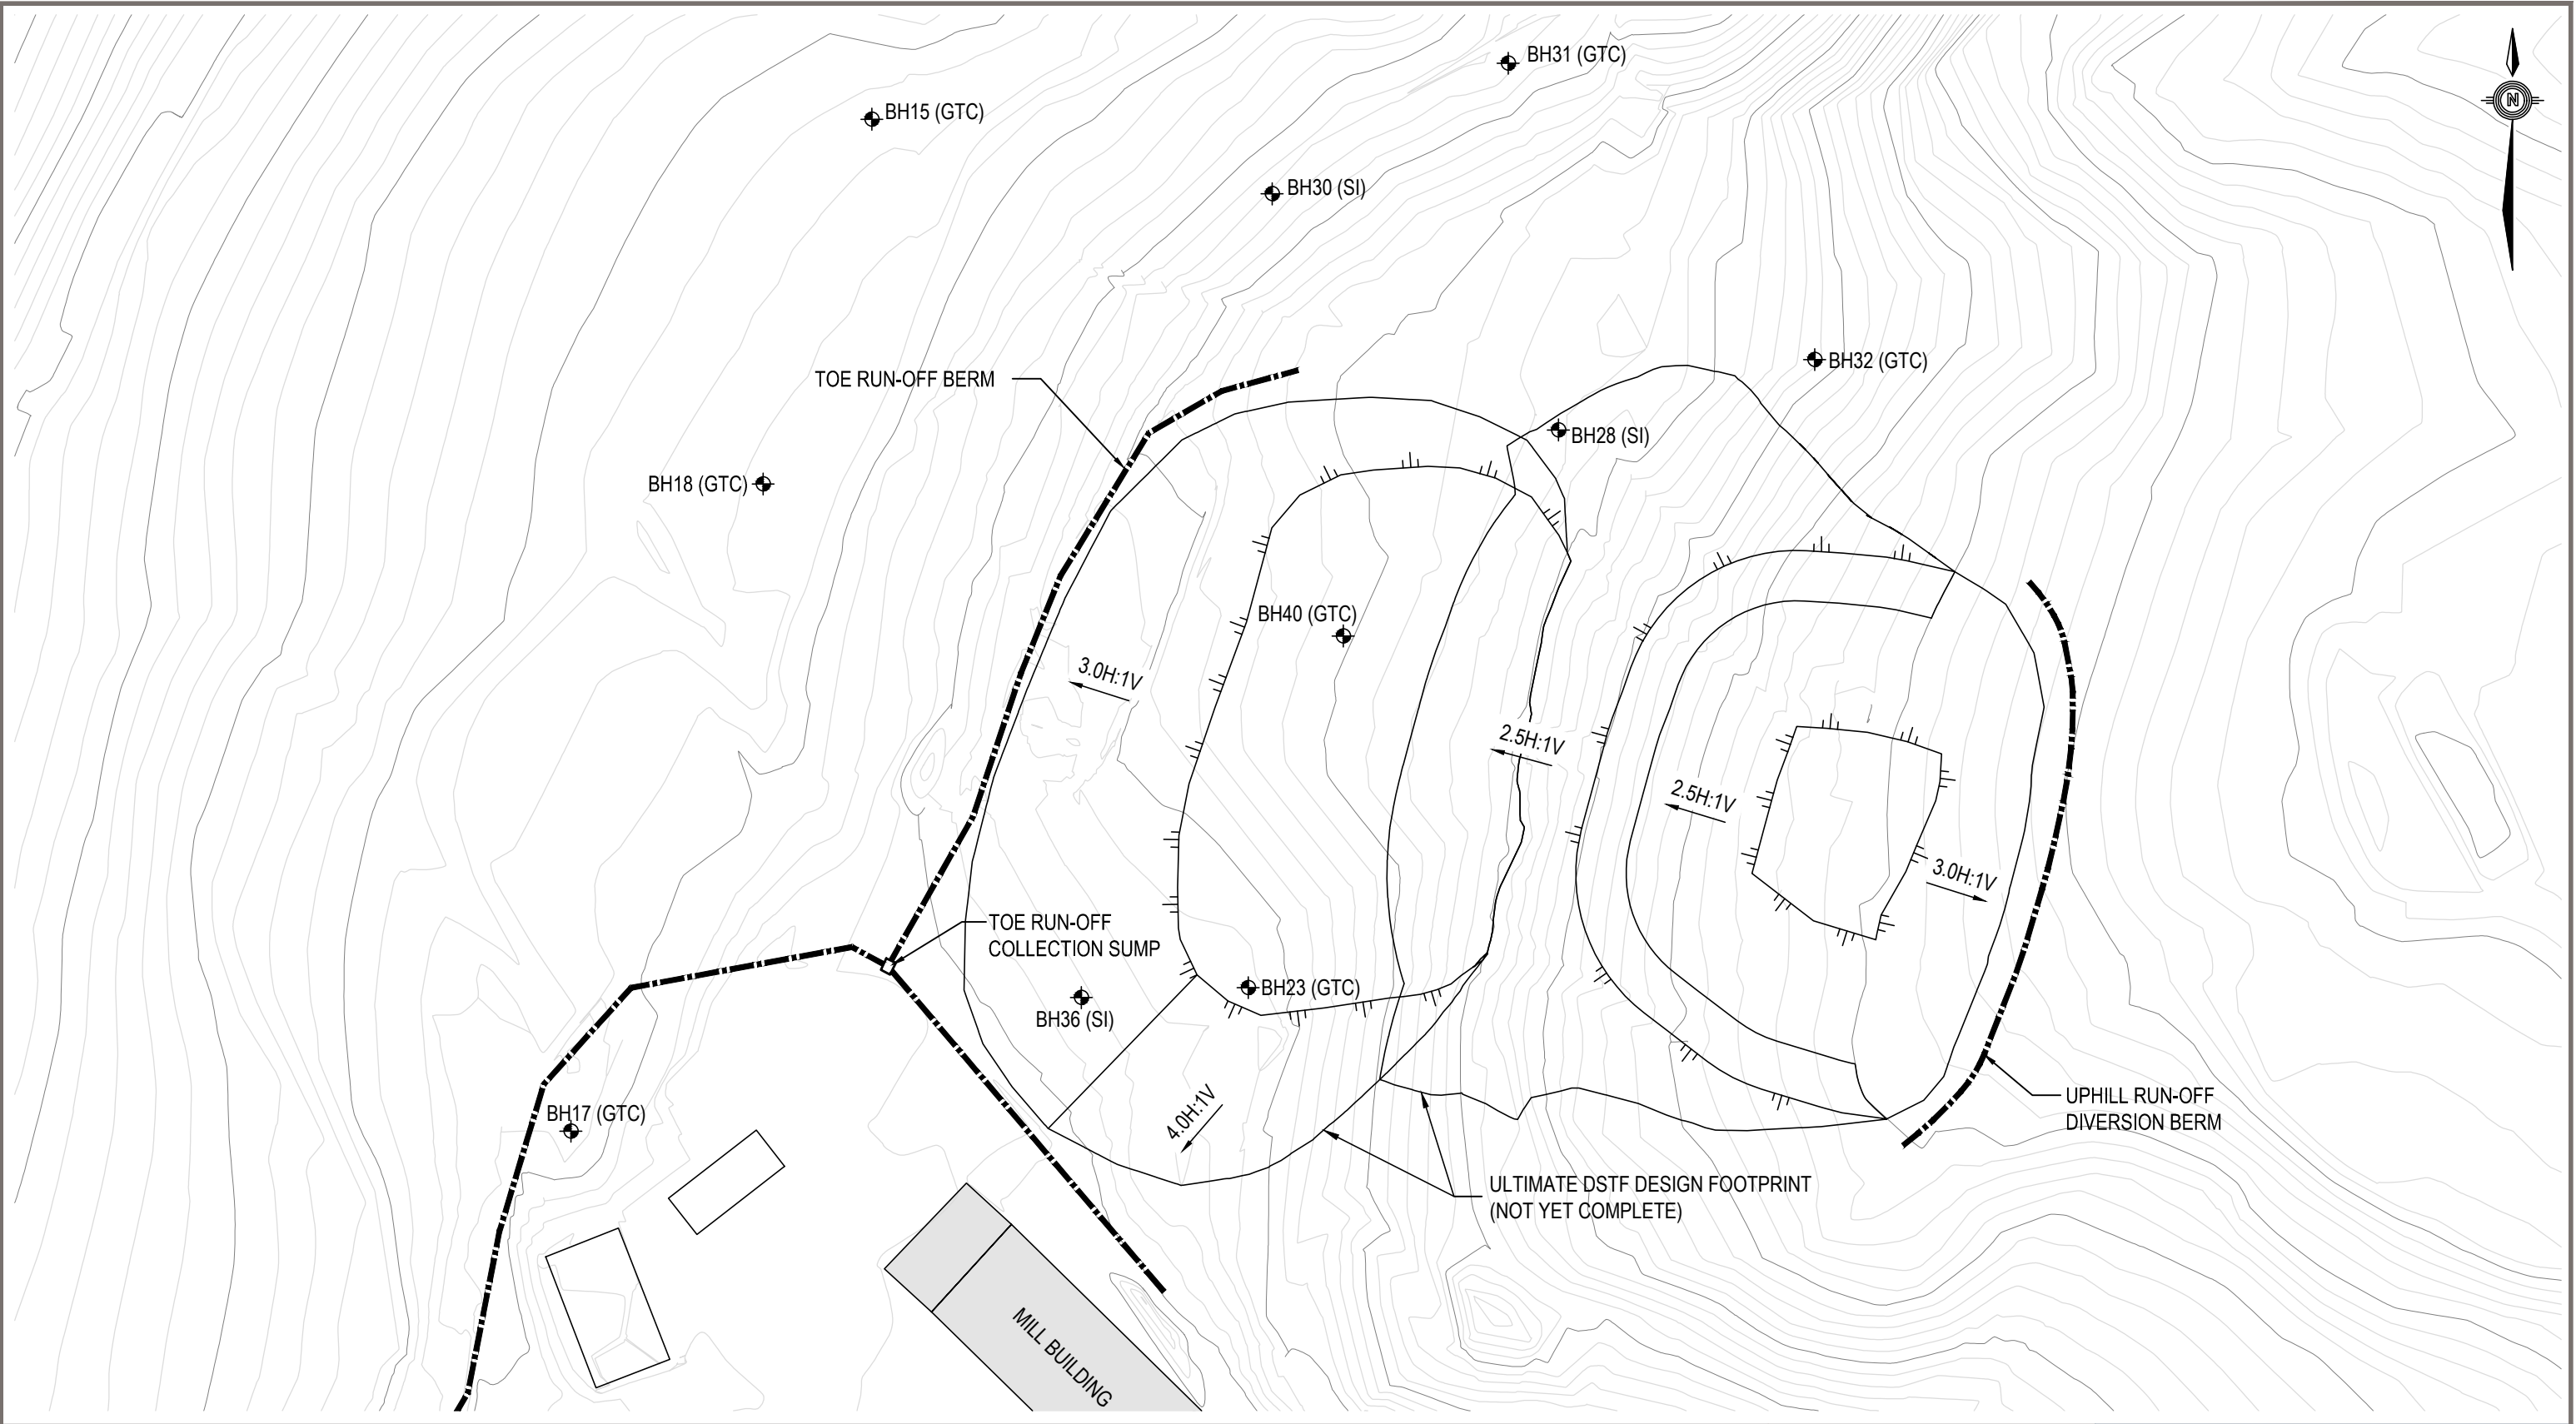 BH31 (GTC)
N
BH15 (GTC)
BH30 (SI)
BH32 (GTC)
TOE RUN-OFF BERM
BH28 (SI)
BH18 (GTC)
BH40 (GTC)
3.0H:1V
2.5H:1V
2.5H:1V
3.0H:1V
TOE RUN-OFF
COLLECTION SUMP
BH23 (GTC)
BH36 (SI)
BH17 (GTC)
4.0H:1V
UPHILL RUN-OFF
DIVERSION BERM
ULTIMATE DSTF DESIGN FOOTPRINT
(NOT YET COMPLETE)
MILL BUILDING